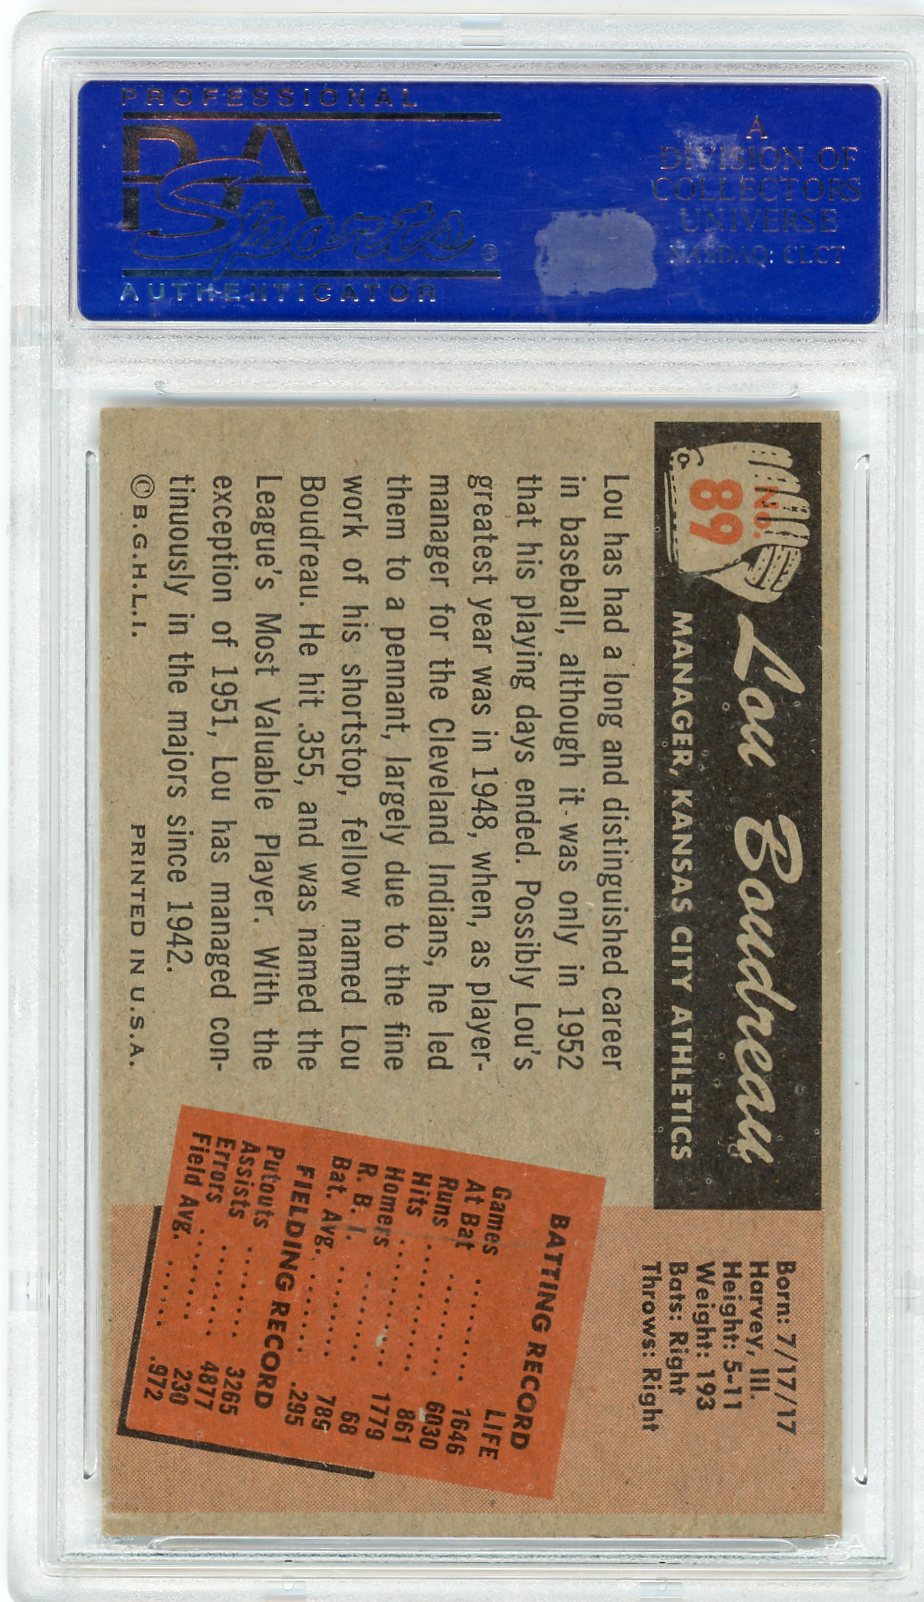 PROFESSIONAL
PSA
Sports
AUTHENTICATOR
A
DIVISION OF
COLLECTORS
UNIVERSE
NASDAQ: CLCT
No.
89
Lou Boudreau
MANAGER, KANSAS CITY ATHLETICS
Born: 7/17/17
Harvey, Ill.
Height: 5-11
Weight: 193
Bats: Right
Throws: Right
Lou has had a long and distinguished career
in baseball, although it was only in 1952
that his playing days ended. Possibly Lou's
greatest year was in 1948, when, as player-
manager for the Cleveland Indians, he led
them to a pennant, largely due to the fine
work of his shortstop, fellow named Lou
Boudreau. He hit .355, and was named the
League's Most Valuable Player. With the
exception of 1951, Lou has managed con-
tinuously in the majors since 1942.
© B.G.H.L.I. PRINTED IN U.S.A.
BATTING RECORD
LIFE
Games ........ 1646
At Bat ........ 6030
Runs ........ 861
Hits ........ 1779
Homers ........ 68
R. B. I. ........ 789
Bat. Avg. ........ .295
FIELDING RECORD
Putouts ...... 3265
Assists ...... 4877
Errors ...... 230
Field Avg. ...... .972